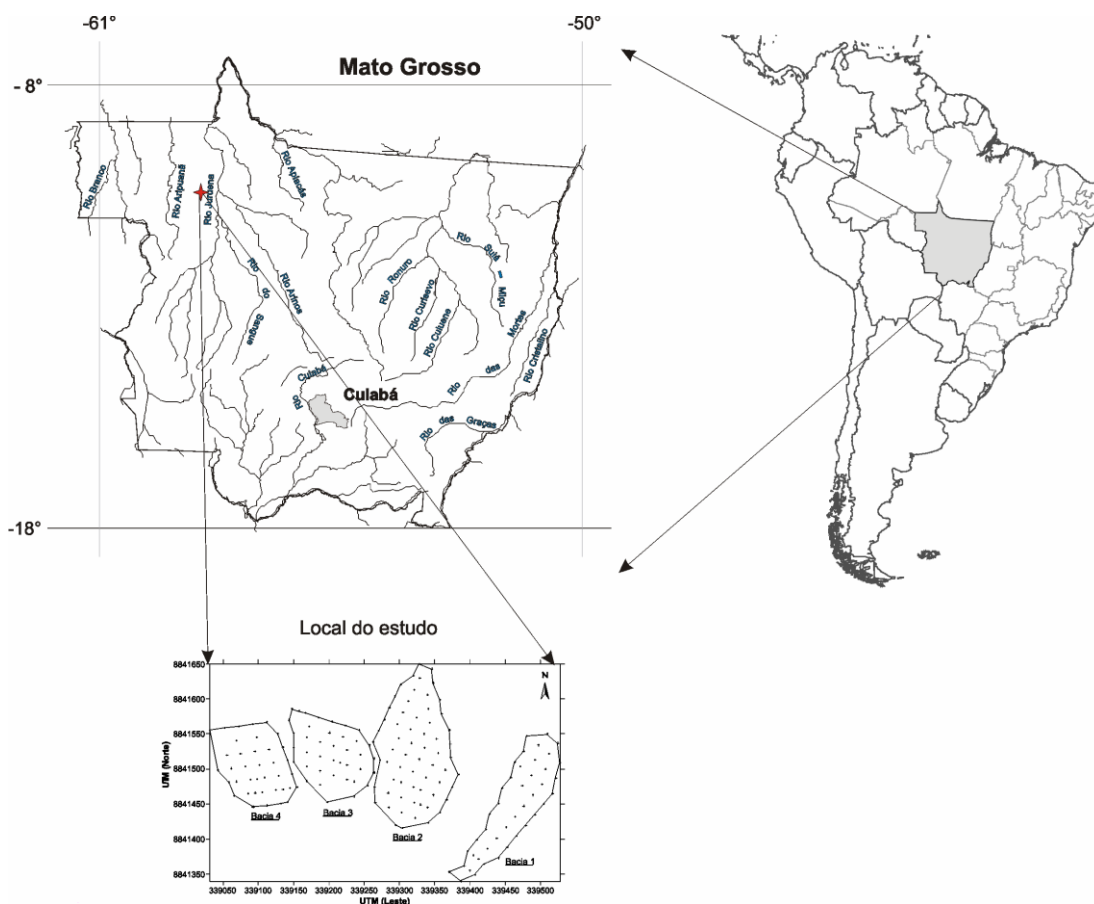 -61°
-50°
Mato Grosso
- 8°
Rio Branco
Rio Aripuanã
Rio Juruena
Rio Apiacás
Rio do Sangue
Rio Arinos
Rio Ronuro
Rio Curisevo
Rio Culuene
Rio Suiá - Miçu
Rio das Mortes
Rio Cristalino
Rio Cuiabá
Cuiabá
Rio das Graças
-18°
Local do estudo
8841650
8841600
8841550
8841500
8841450
8841400
8841350
UTM (Norte)
N
Bacia 4
Bacia 3
Bacia 2
Bacia 1
339050 339100 339150 339200 339250 339300 339350 339400 339450 339500
UTM (Leste)